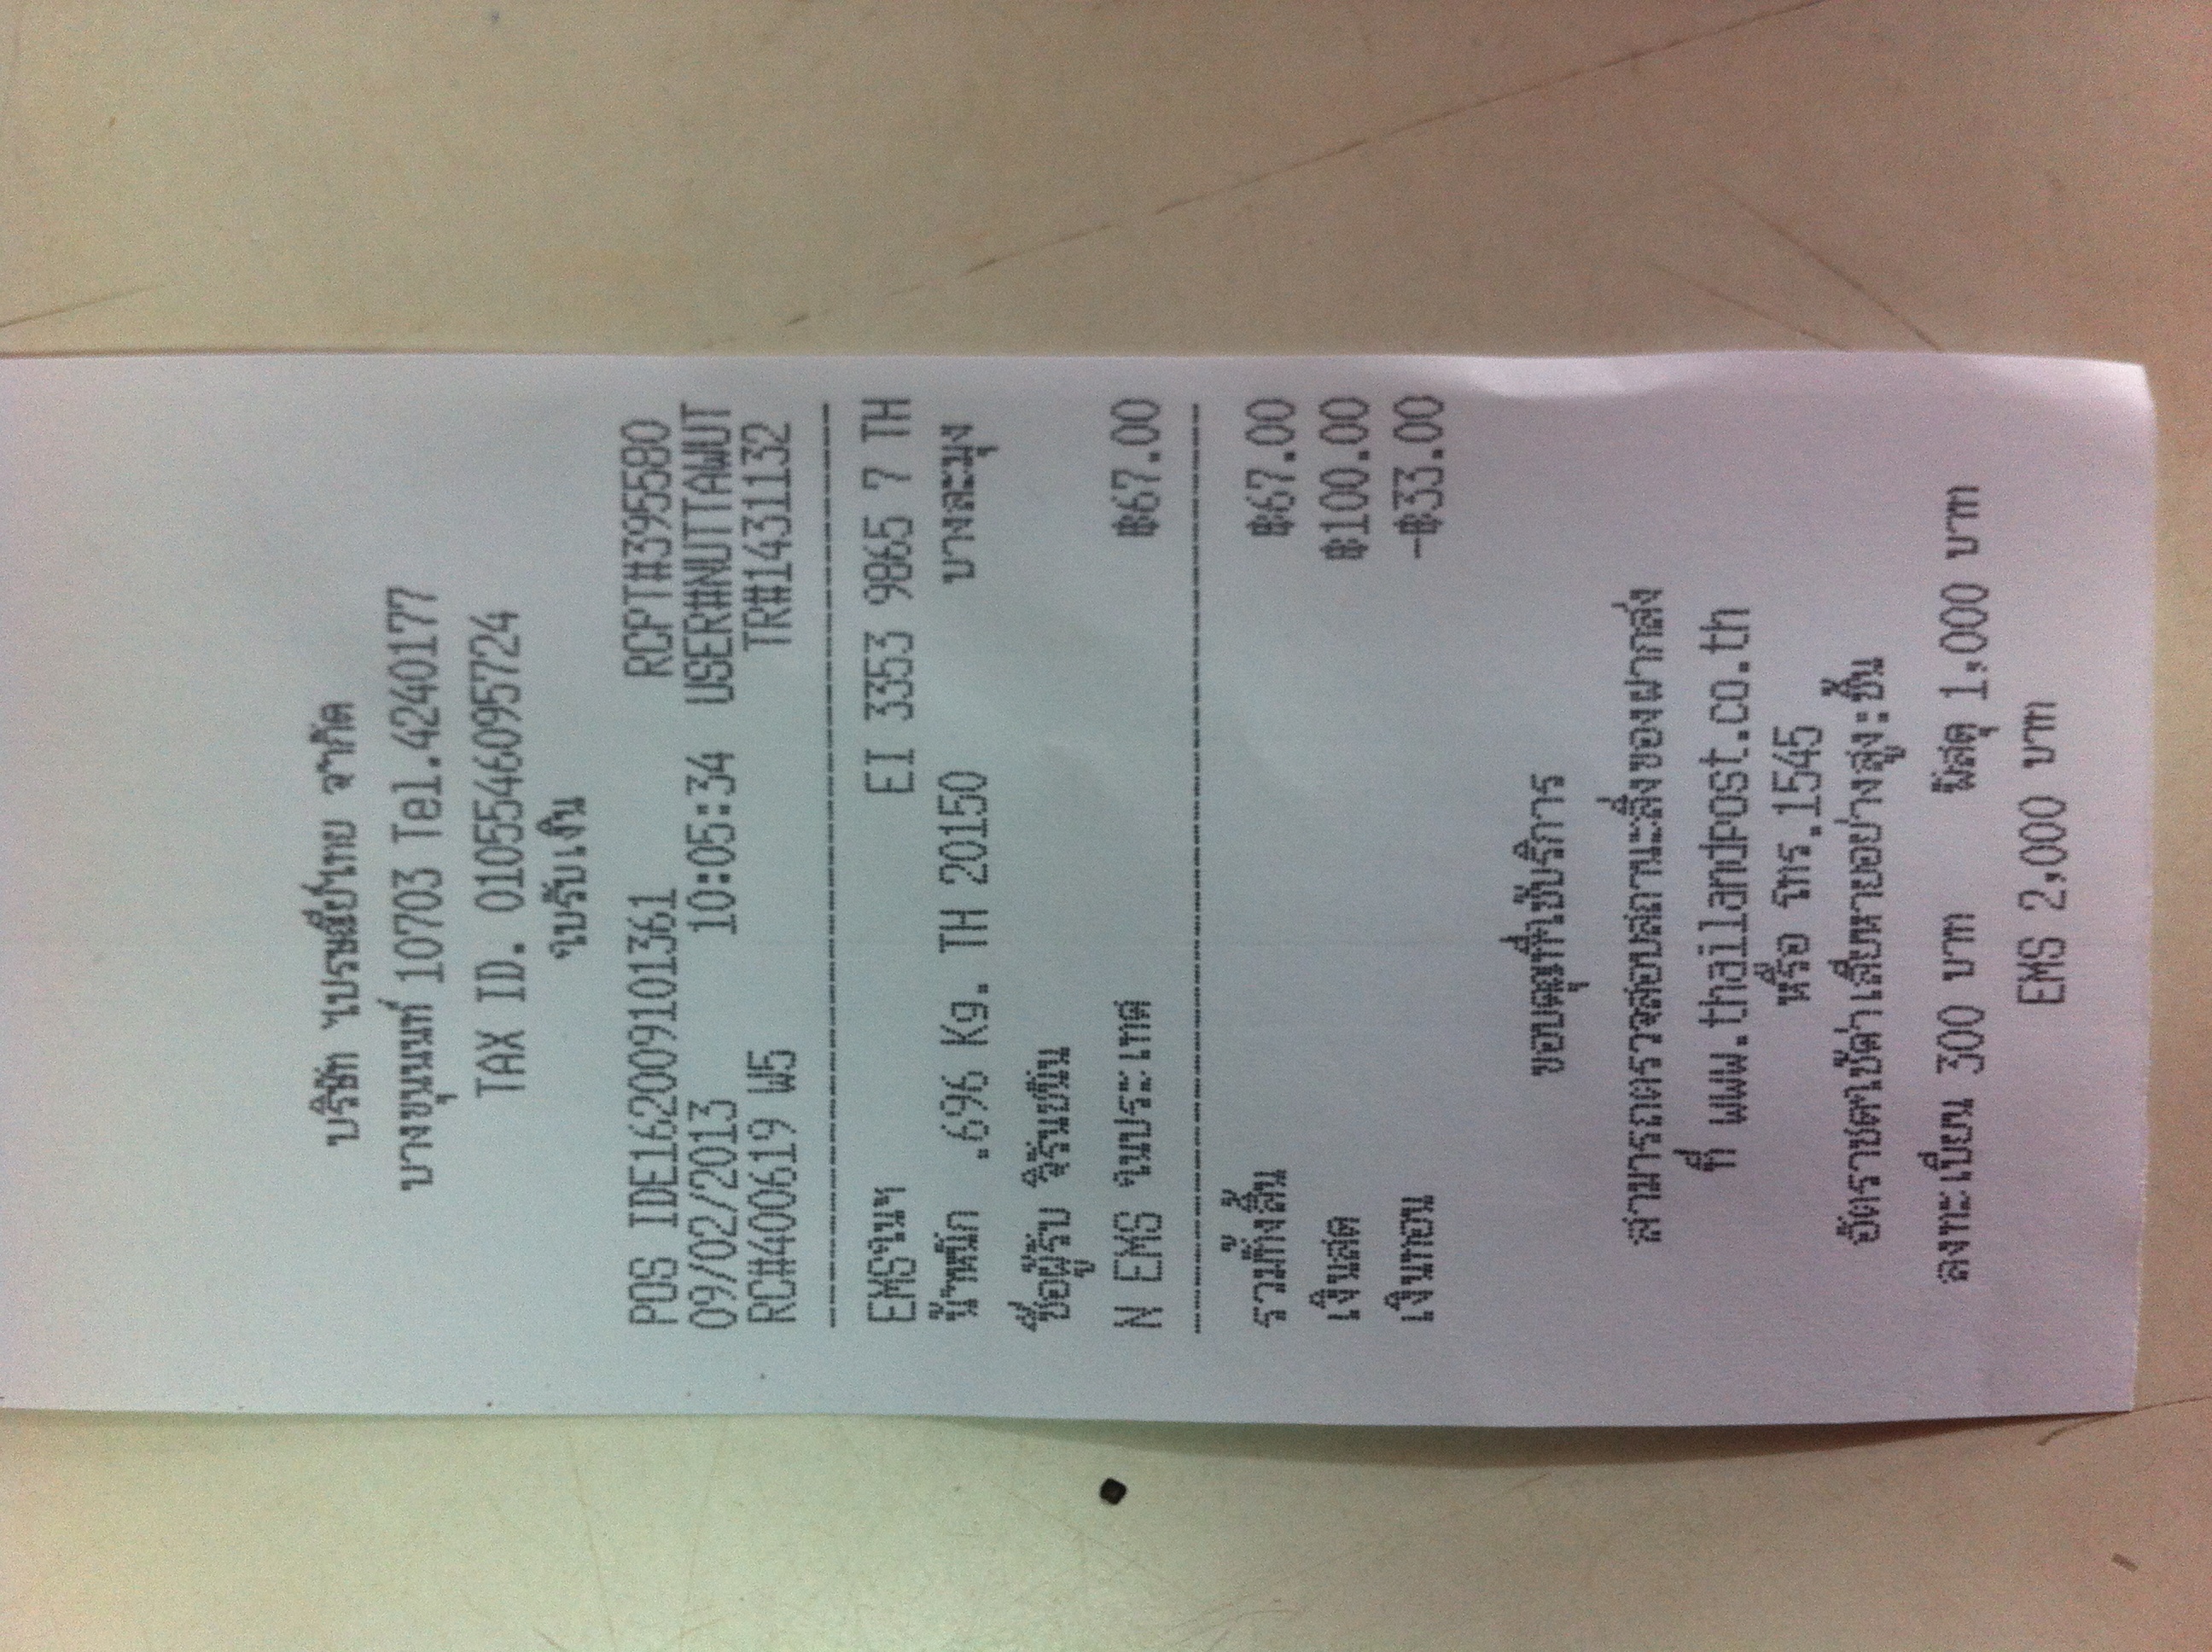 บริษัท ไปรษณีย์ไทย จำกัด
บางขุนนนท์ 10703 Tel.4240177
TAX ID. 0105546095724
ใบรับเงิน
POS IDE162009101361 RCPT#395580
09/02/2013 10:05:34 USER#NUTTAWUT
RC#400619 W5 TR#1431132
EMSในฯ EI 3353 9865 7 TH
น้ำหนัก .696 Kg. TH 20150 บางละมุง
ชื่อผู้รับ จิ้รันขนิ้น
N EMS ในประเทศ ฿67.00
รวมทั้งสิ้น ฿67.00
เงินสด ฿100.00
เงินทอน -฿33.00
ขอบคุณที่ใช้บริการ
สามารถตรวจสอบสถานะสิ่งของฝากส่ง
ที่ www.thailandpost.co.th
หรือ โทร.1545
อัตราชดใช้ค่าเสียหายอย่างสูง:ชิ้น
ลงทะเบียน 300 บาท พัสดุ 1,000 บาท
EMS 2,000 บาท